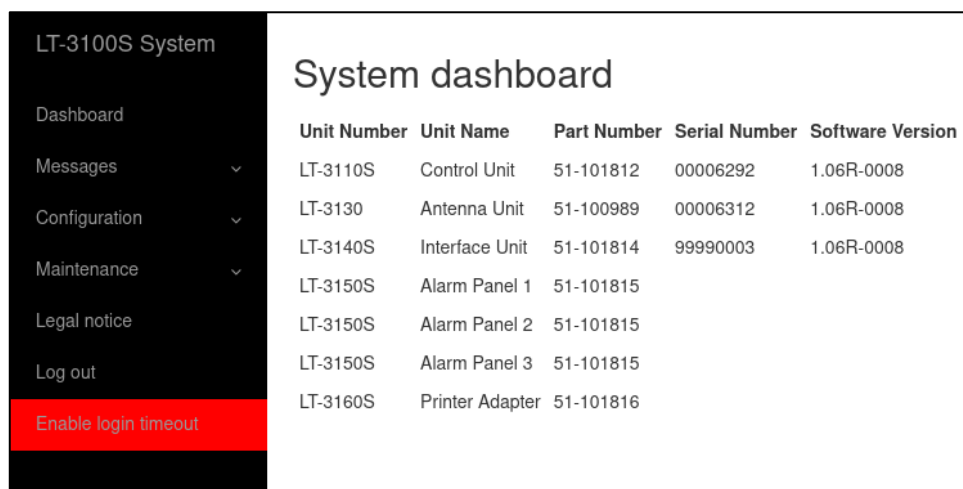 LT-3100S System
Dashboard
Messages
Configuration
Maintenance
Legal notice
Log out
Enable login timeout
System dashboard
Unit Number Unit Name Part Number Serial Number Software Version
LT-3110S Control Unit 51-101812 00006292 1.06R-0008
LT-3130 Antenna Unit 51-100989 00006312 1.06R-0008
LT-3140S Interface Unit 51-101814 99990003 1.06R-0008
LT-3150S Alarm Panel 1 51-101815
LT-3150S Alarm Panel 2 51-101815
LT-3150S Alarm Panel 3 51-101815
LT-3160S Printer Adapter 51-101816